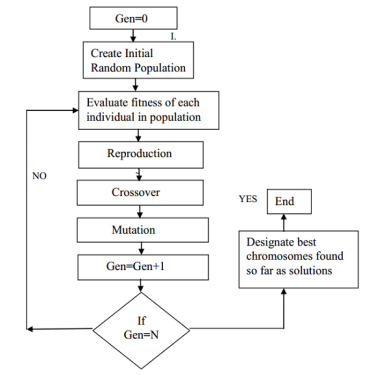 Gen=0
I.
Create Initial
Random Population
Evaluate fitness of each
individual in population
Reproduction
NO
Crossover
YES
End
Mutation
Designate best
chromosomes found
so far as solutions
Gen=Gen+1
If
Gen=N